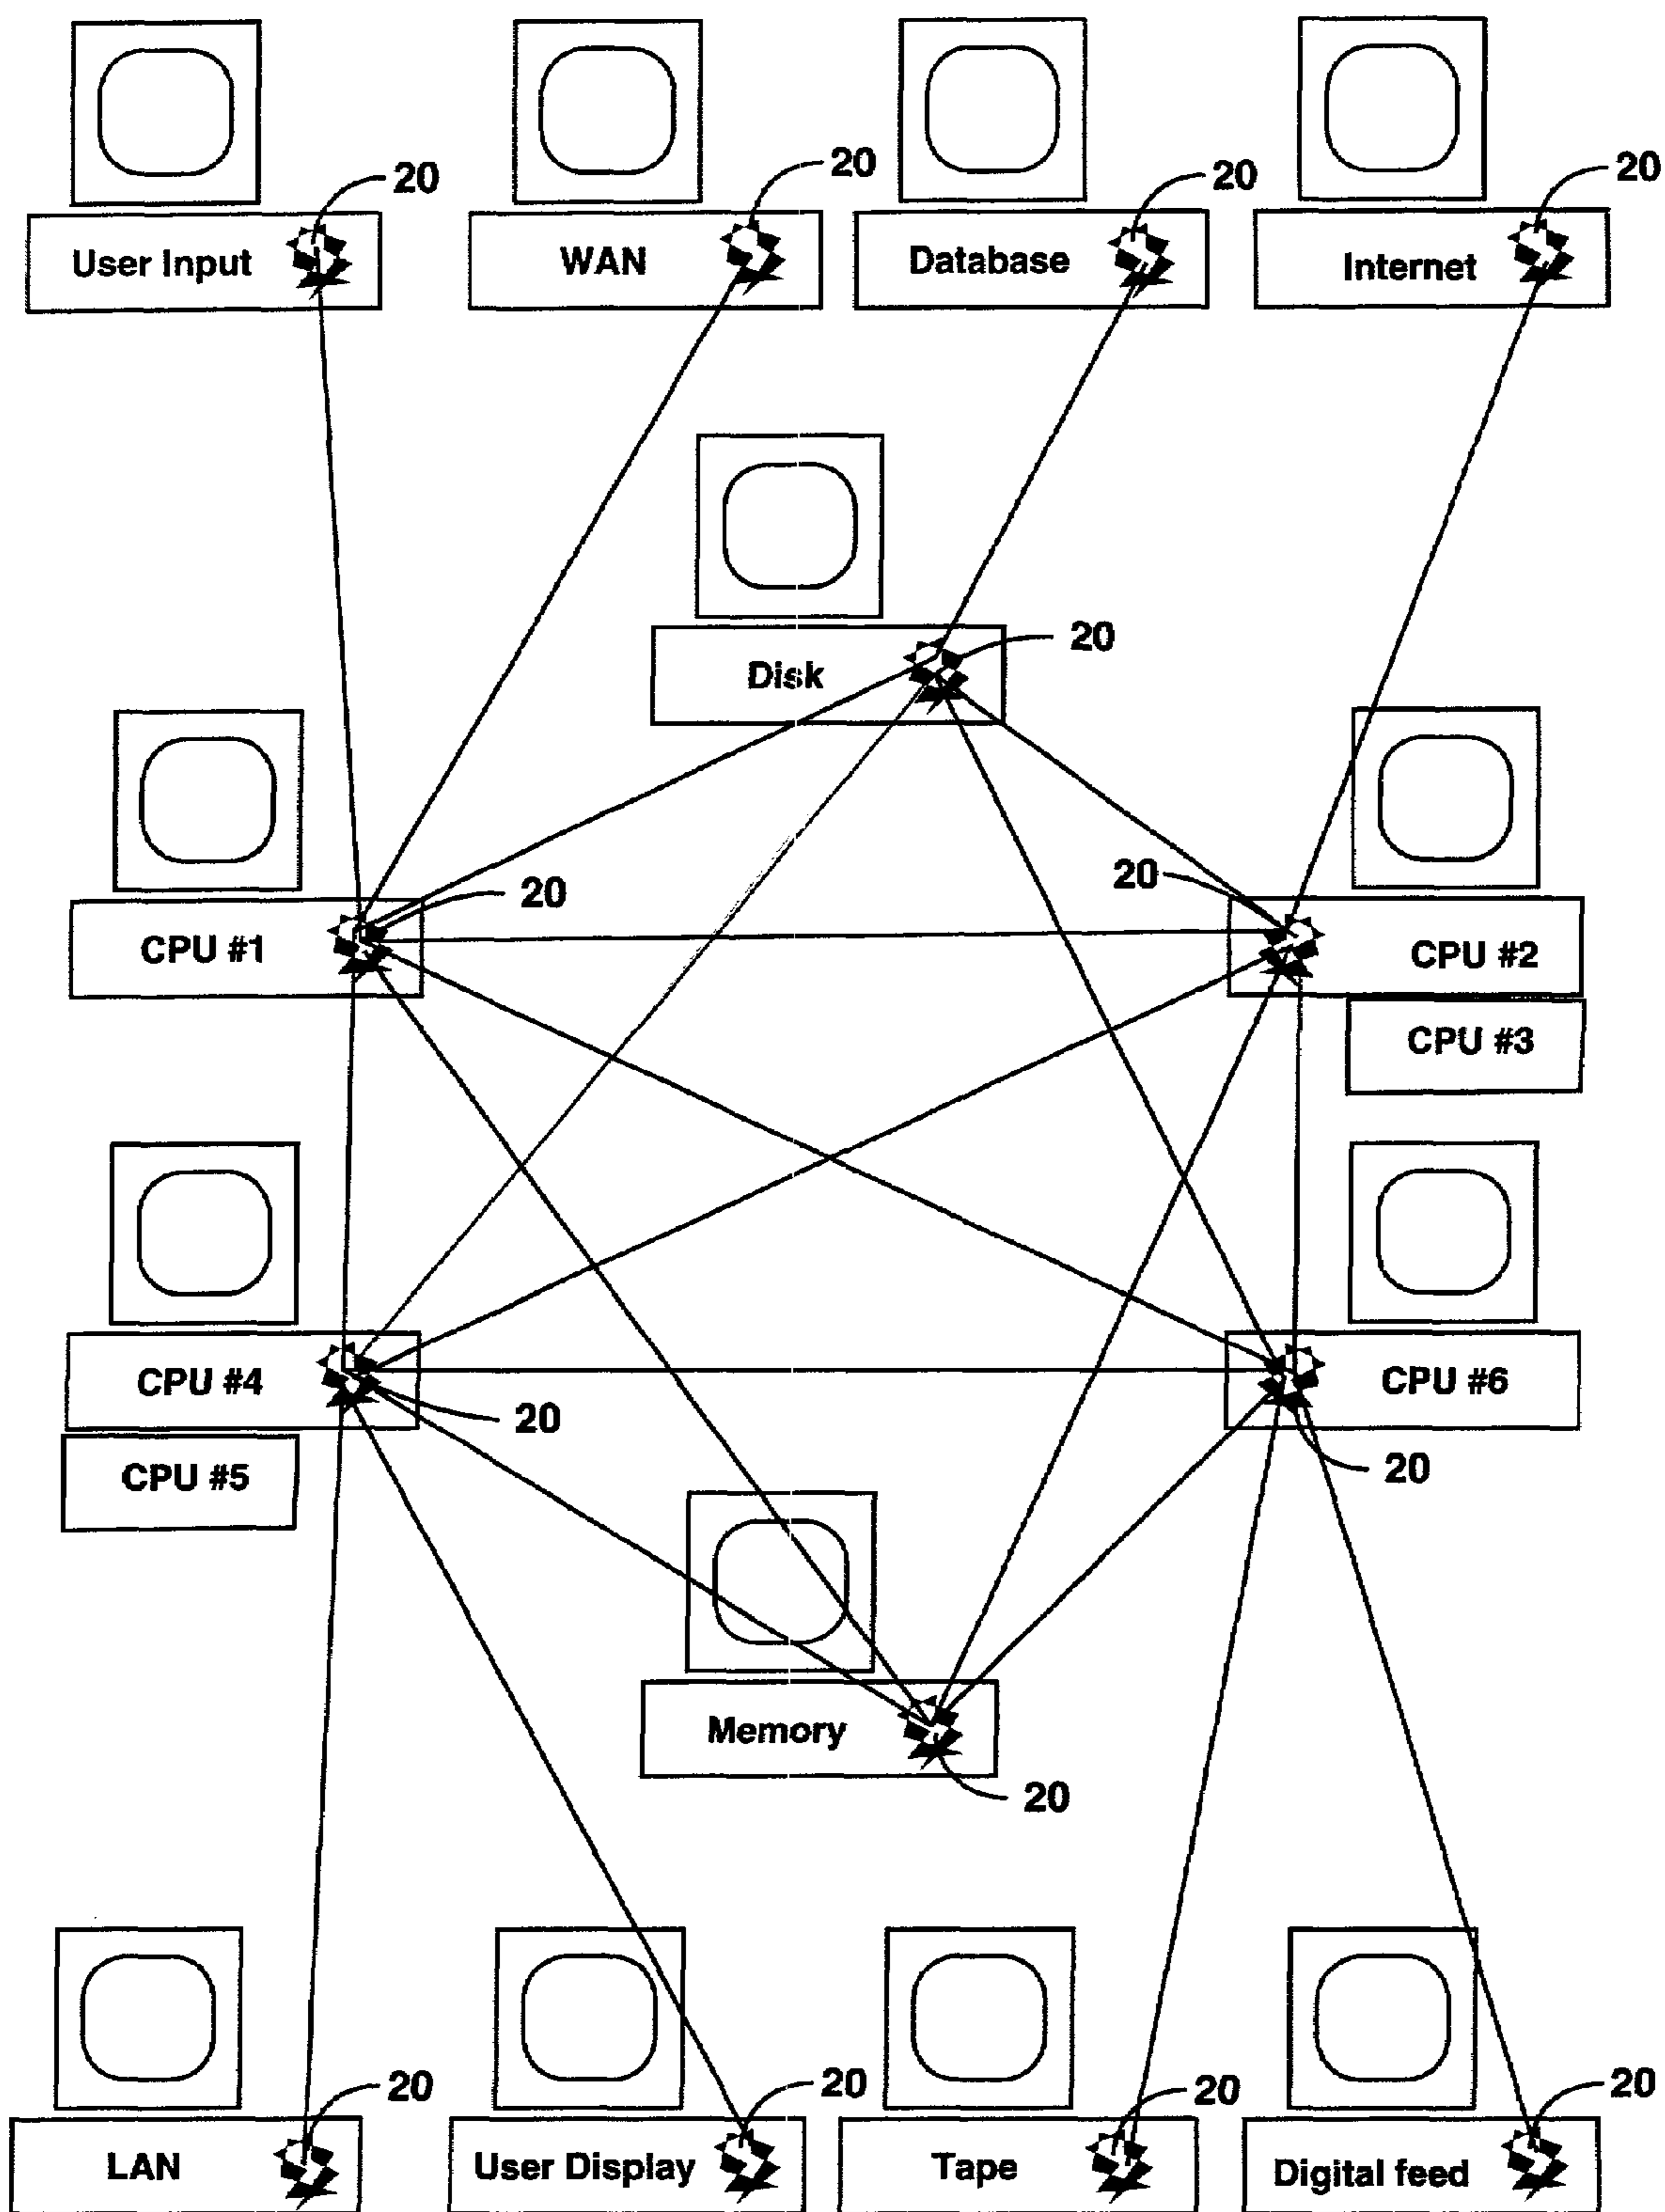 20
20
20
20
User Input
WAN
Database
Internet
20
Disk
20
20
CPU #1
CPU #2
CPU #3
CPU #4
CPU #6
20
20
CPU #5
Memory
20
20
20
20
20
LAN
User Display
Tape
Digital feed